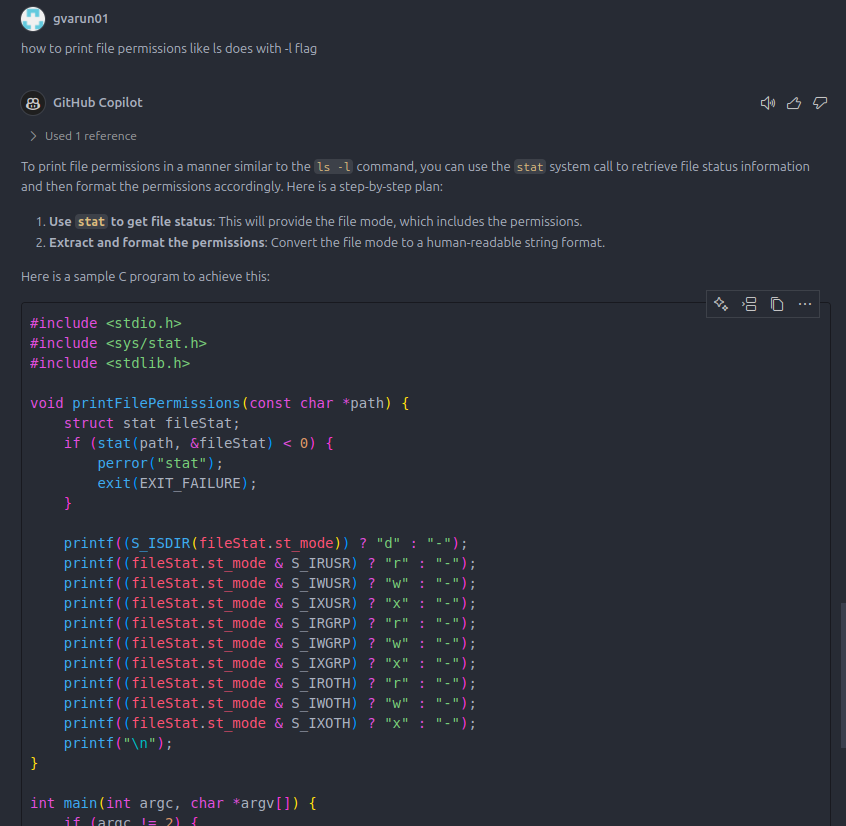 gvarun01
how to print file permissions like ls does with -l flag
GitHub Copilot
Used 1 reference
To print file permissions in a manner similar to the ls -l command, you can use the stat system call to retrieve file status information
and then format the permissions accordingly. Here is a step-by-step plan:
1. Use stat to get file status: This will provide the file mode, which includes the permissions.
2. Extract and format the permissions: Convert the file mode to a human-readable string format.
Here is a sample C program to achieve this:
#include <stdio.h>
#include <sys/stat.h>
#include <stdlib.h>
void printFilePermissions(const char *path) {
    struct stat fileStat;
    if (stat(path, &fileStat) < 0) {
        perror("stat");
        exit(EXIT_FAILURE);
    }
    printf((S_ISDIR(fileStat.st_mode)) ? "d" : "-");
    printf((fileStat.st_mode & S_IRUSR) ? "r" : "-");
    printf((fileStat.st_mode & S_IWUSR) ? "w" : "-");
    printf((fileStat.st_mode & S_IXUSR) ? "x" : "-");
    printf((fileStat.st_mode & S_IRGRP) ? "r" : "-");
    printf((fileStat.st_mode & S_IWGRP) ? "w" : "-");
    printf((fileStat.st_mode & S_IXGRP) ? "x" : "-");
    printf((fileStat.st_mode & S_IROTH) ? "r" : "-");
    printf((fileStat.st_mode & S_IWOTH) ? "w" : "-");
    printf((fileStat.st_mode & S_IXOTH) ? "x" : "-");
    printf("\n");
}
int main(int argc, char *argv[]) {
    if (argc != 2) {